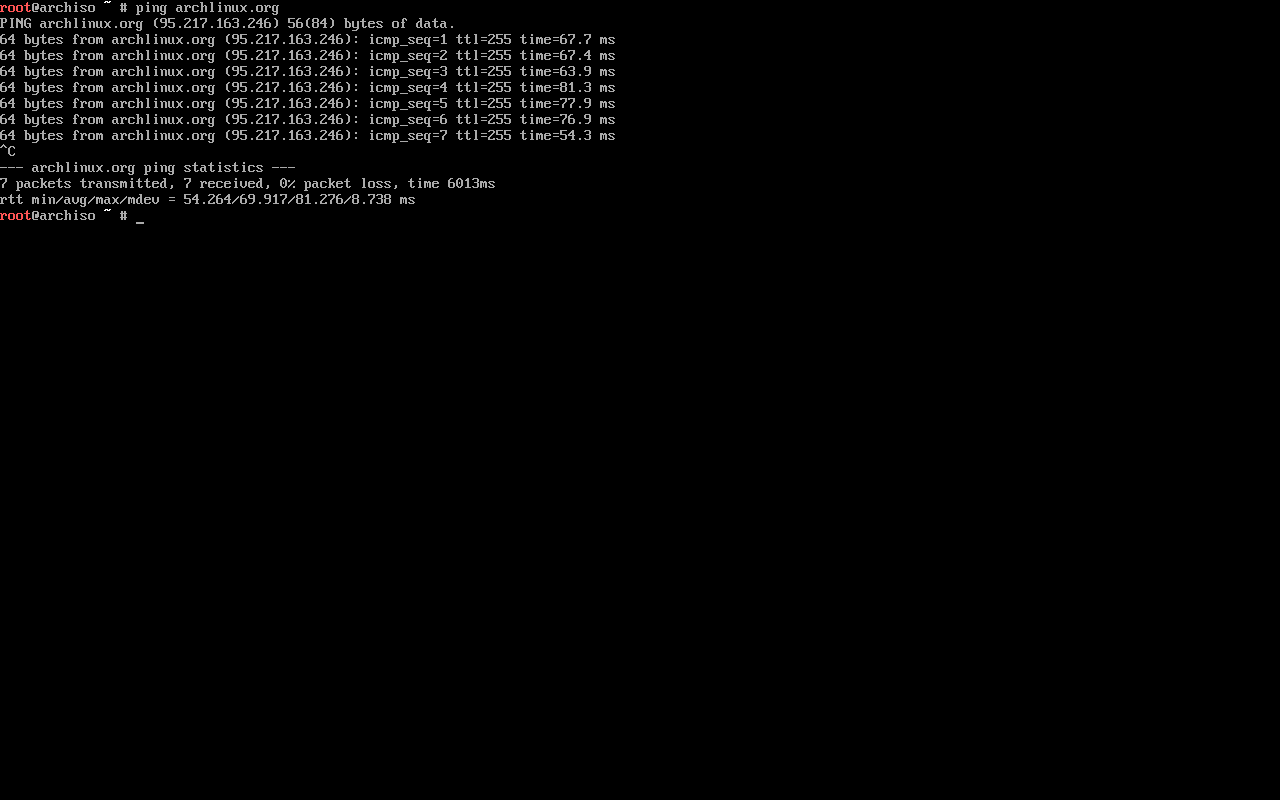 root@archiso ~ # ping archlinux.org
PING archlinux.org (95.217.163.246) 56(84) bytes of data.
64 bytes from archlinux.org (95.217.163.246): icmp_seq=1 ttl=255 time=67.7 ms
64 bytes from archlinux.org (95.217.163.246): icmp_seq=2 ttl=255 time=67.4 ms
64 bytes from archlinux.org (95.217.163.246): icmp_seq=3 ttl=255 time=63.9 ms
64 bytes from archlinux.org (95.217.163.246): icmp_seq=4 ttl=255 time=81.3 ms
64 bytes from archlinux.org (95.217.163.246): icmp_seq=5 ttl=255 time=77.9 ms
64 bytes from archlinux.org (95.217.163.246): icmp_seq=6 ttl=255 time=76.9 ms
64 bytes from archlinux.org (95.217.163.246): icmp_seq=7 ttl=255 time=54.3 ms
^C
--- archlinux.org ping statistics ---
7 packets transmitted, 7 received, 0% packet loss, time 6013ms
rtt min/avg/max/mdev = 54.264/69.917/81.276/8.738 ms
root@archiso ~ # _